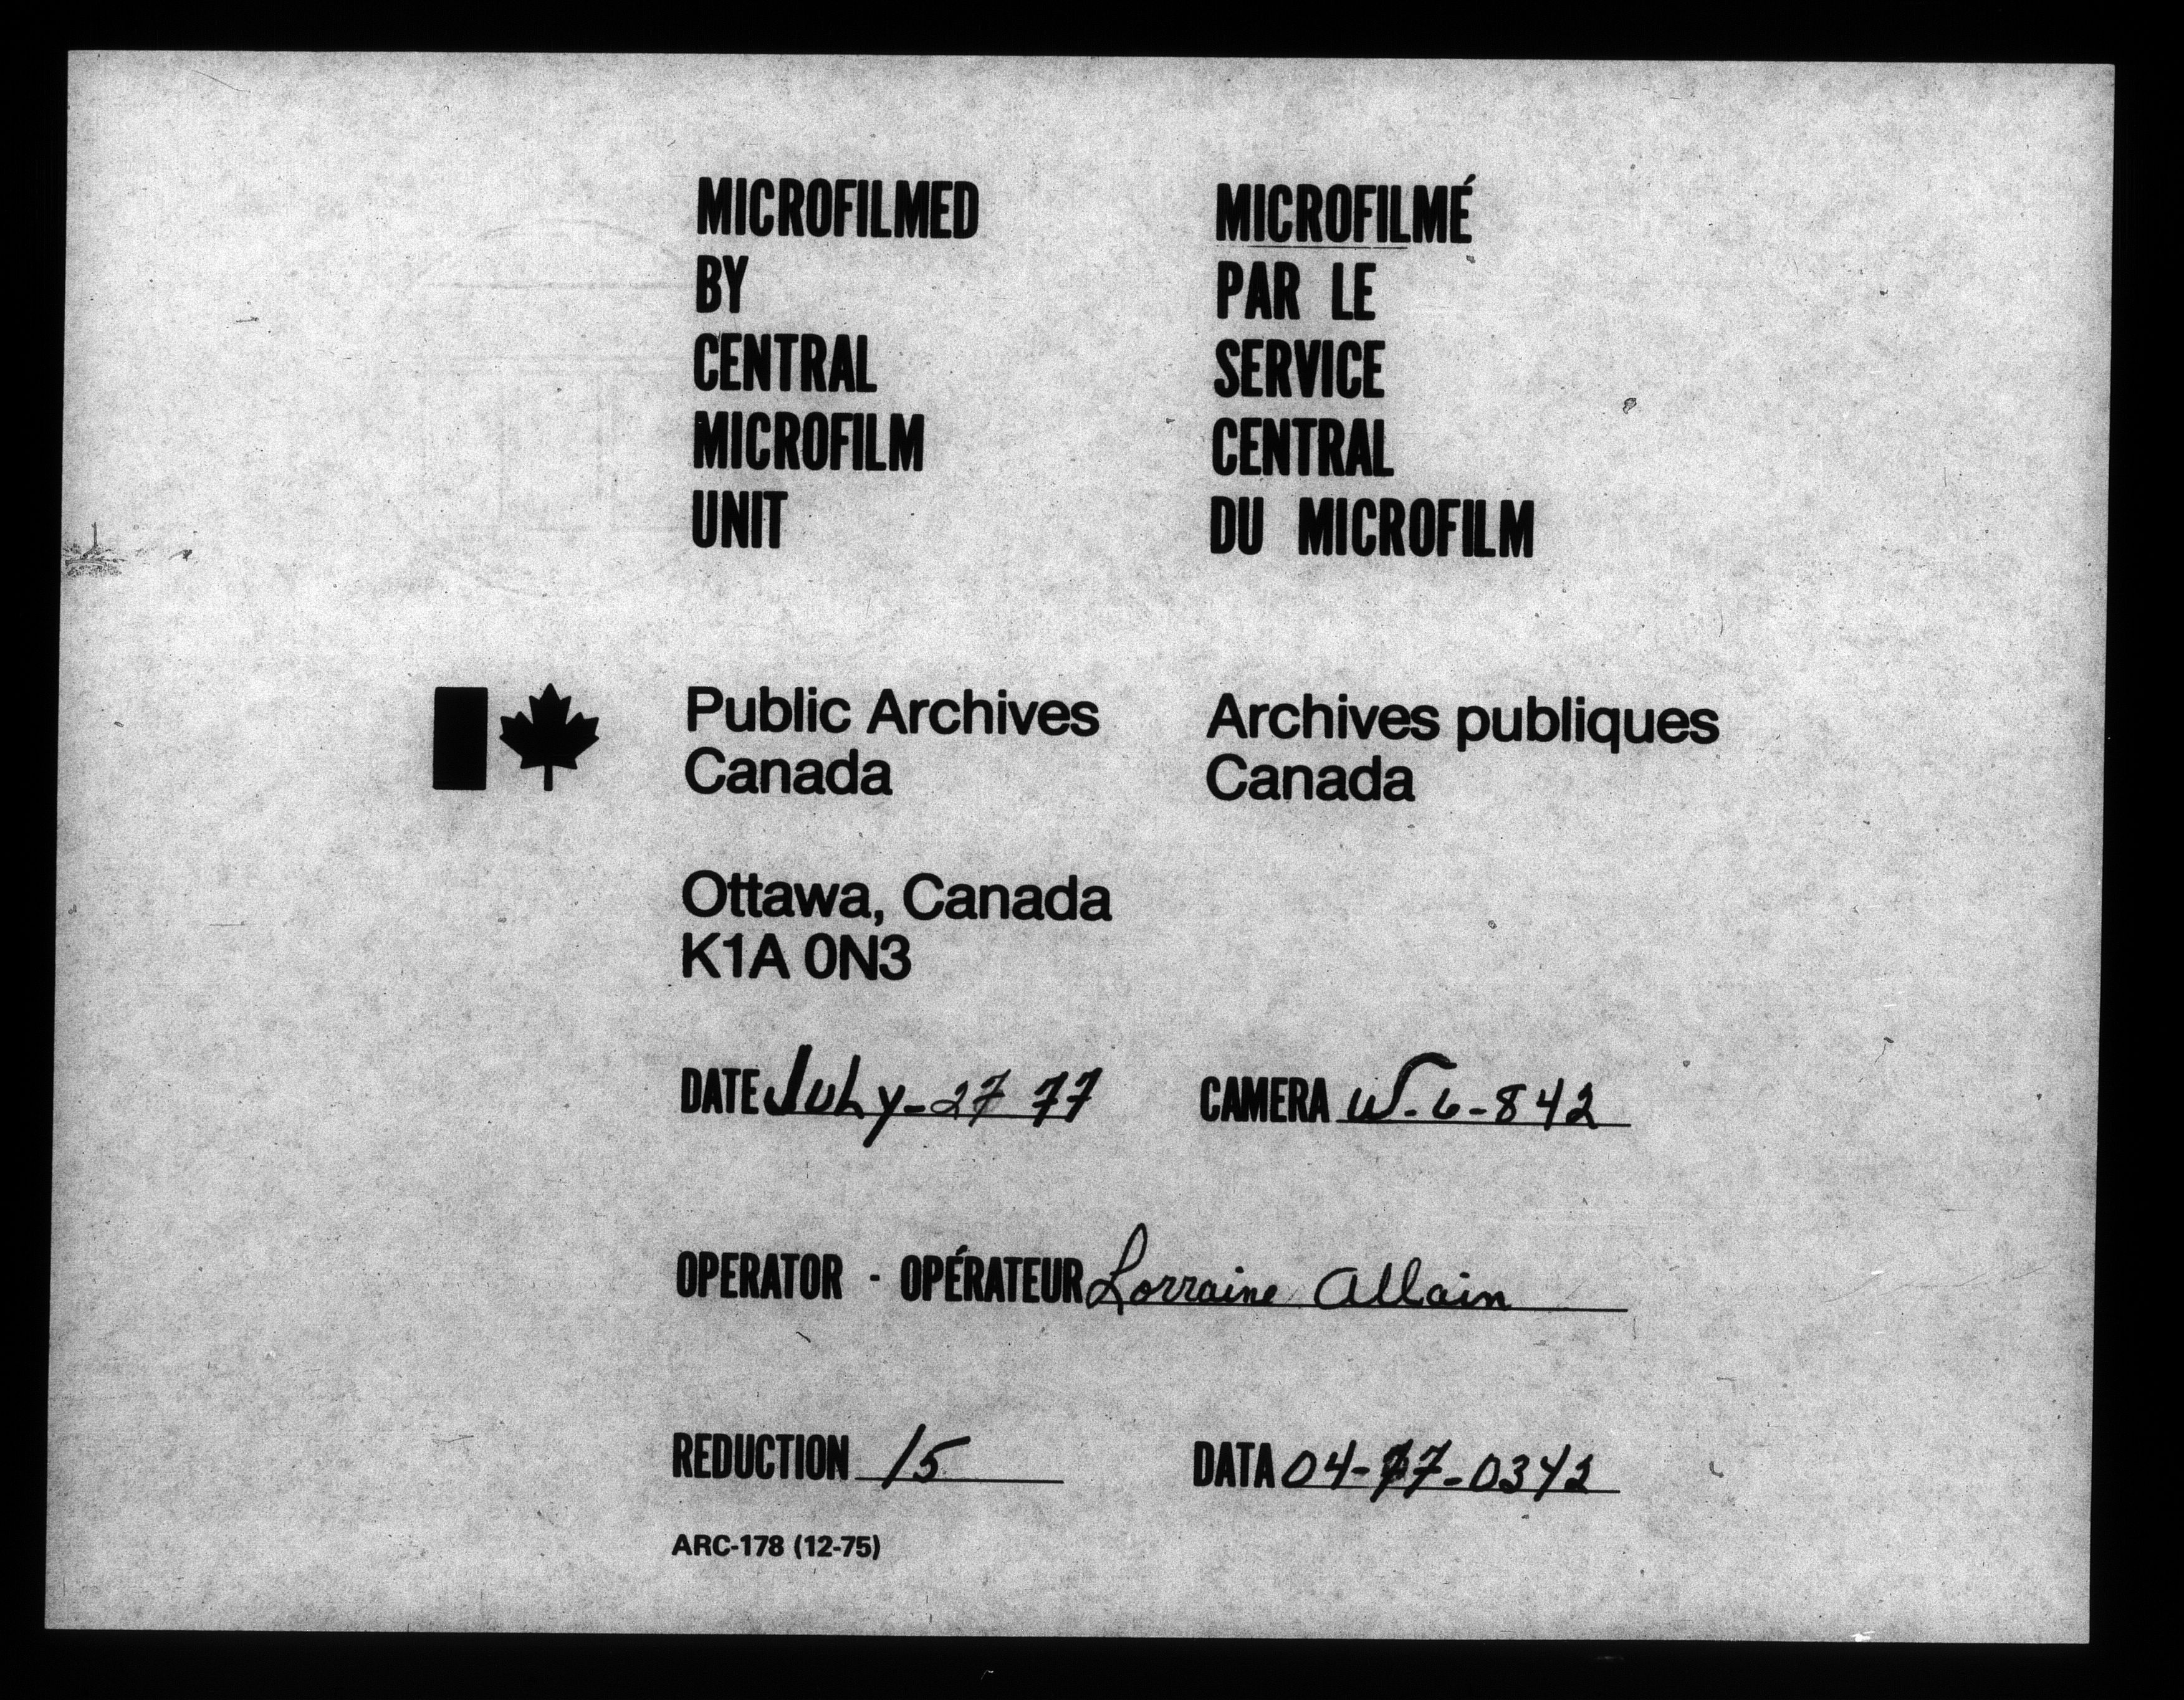 MICROFILMED
BY
CENTRAL
MICROFILM
UNIT
MICROFILMÉ
PAR LE
SERVICE
CENTRAL
DU MICROFILM
Public Archives
Canada
Archives publiques
Canada
Ottawa, Canada
K1A 0N3
DATE July-27 77
CAMERA W-6-842
OPERATOR - OPÉRATEUR Lorraine Allain
REDUCTION 15
DATA 04-77-0342
ARC-178 (12-75)